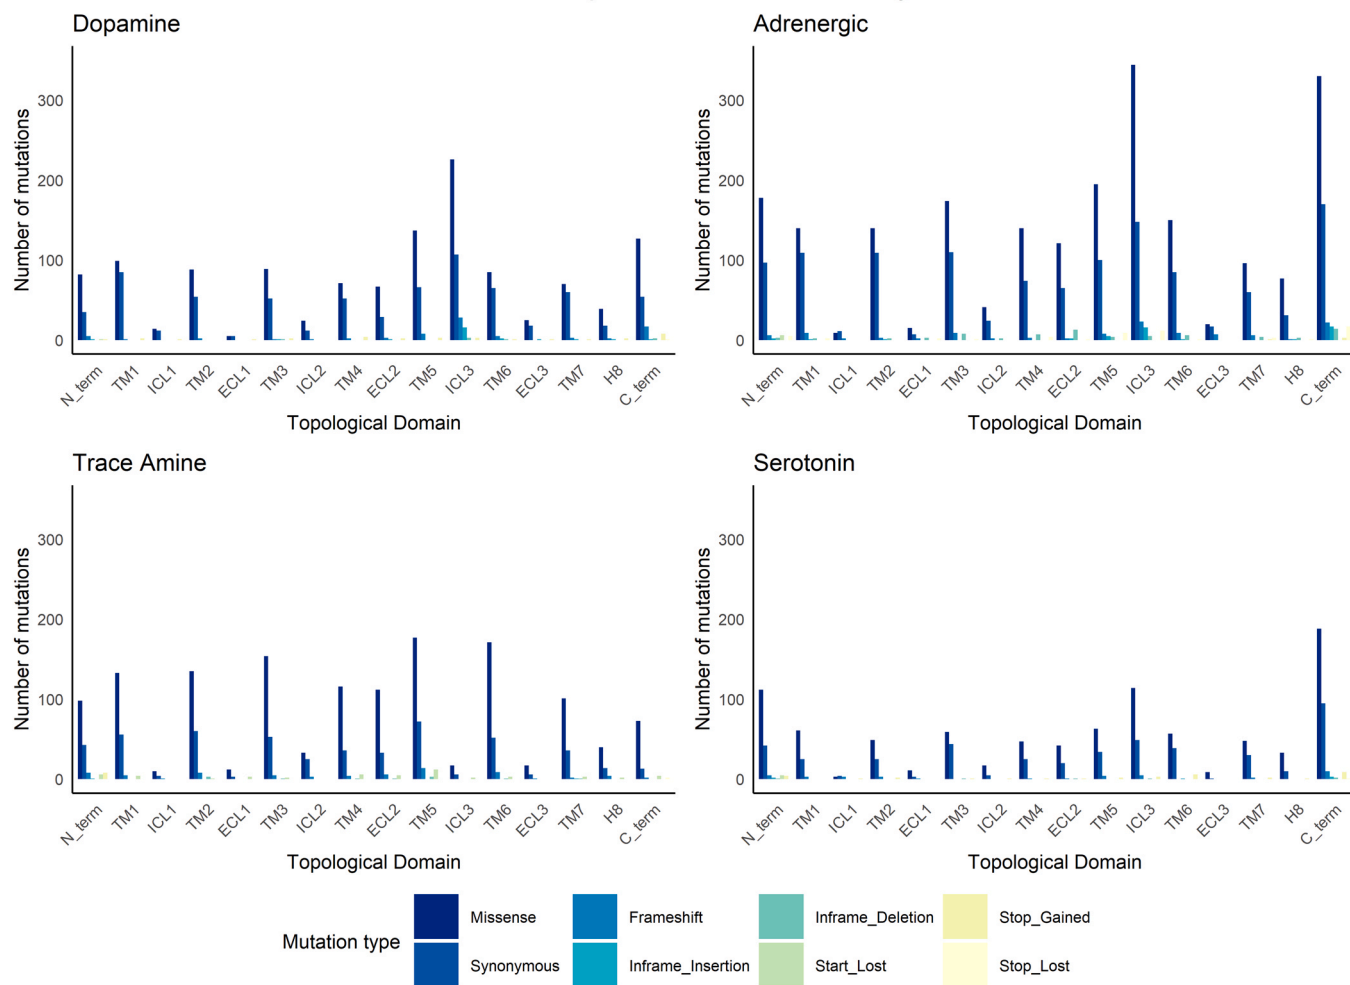 Dopamine
Number of mutations
300
200
100
0
N_term TM1 ICL1 TM2 ECL1 TM3 ICL2 TM4 ECL2 TM5 ICL3 TM6 ECL3 TM7 H8 C_term
Topological Domain
Adrenergic
Number of mutations
300
200
100
0
N_term TM1 ICL1 TM2 ECL1 TM3 ICL2 TM4 ECL2 TM5 ICL3 TM6 ECL3 TM7 H8 C_term
Topological Domain
Trace Amine
Number of mutations
300
200
100
0
N_term TM1 ICL1 TM2 ECL1 TM3 ICL2 TM4 ECL2 TM5 ICL3 TM6 ECL3 TM7 H8 C_term
Topological Domain
Serotonin
Number of mutations
300
200
100
0
N_term TM1 ICL1 TM2 ECL1 TM3 ICL2 TM4 ECL2 TM5 ICL3 TM6 ECL3 TM7 H8 C_term
Topological Domain
Mutation type
Missense Frameshift Inframe_Deletion Stop_Gained
Synonymous Inframe_Insertion Start_Lost Stop_Lost